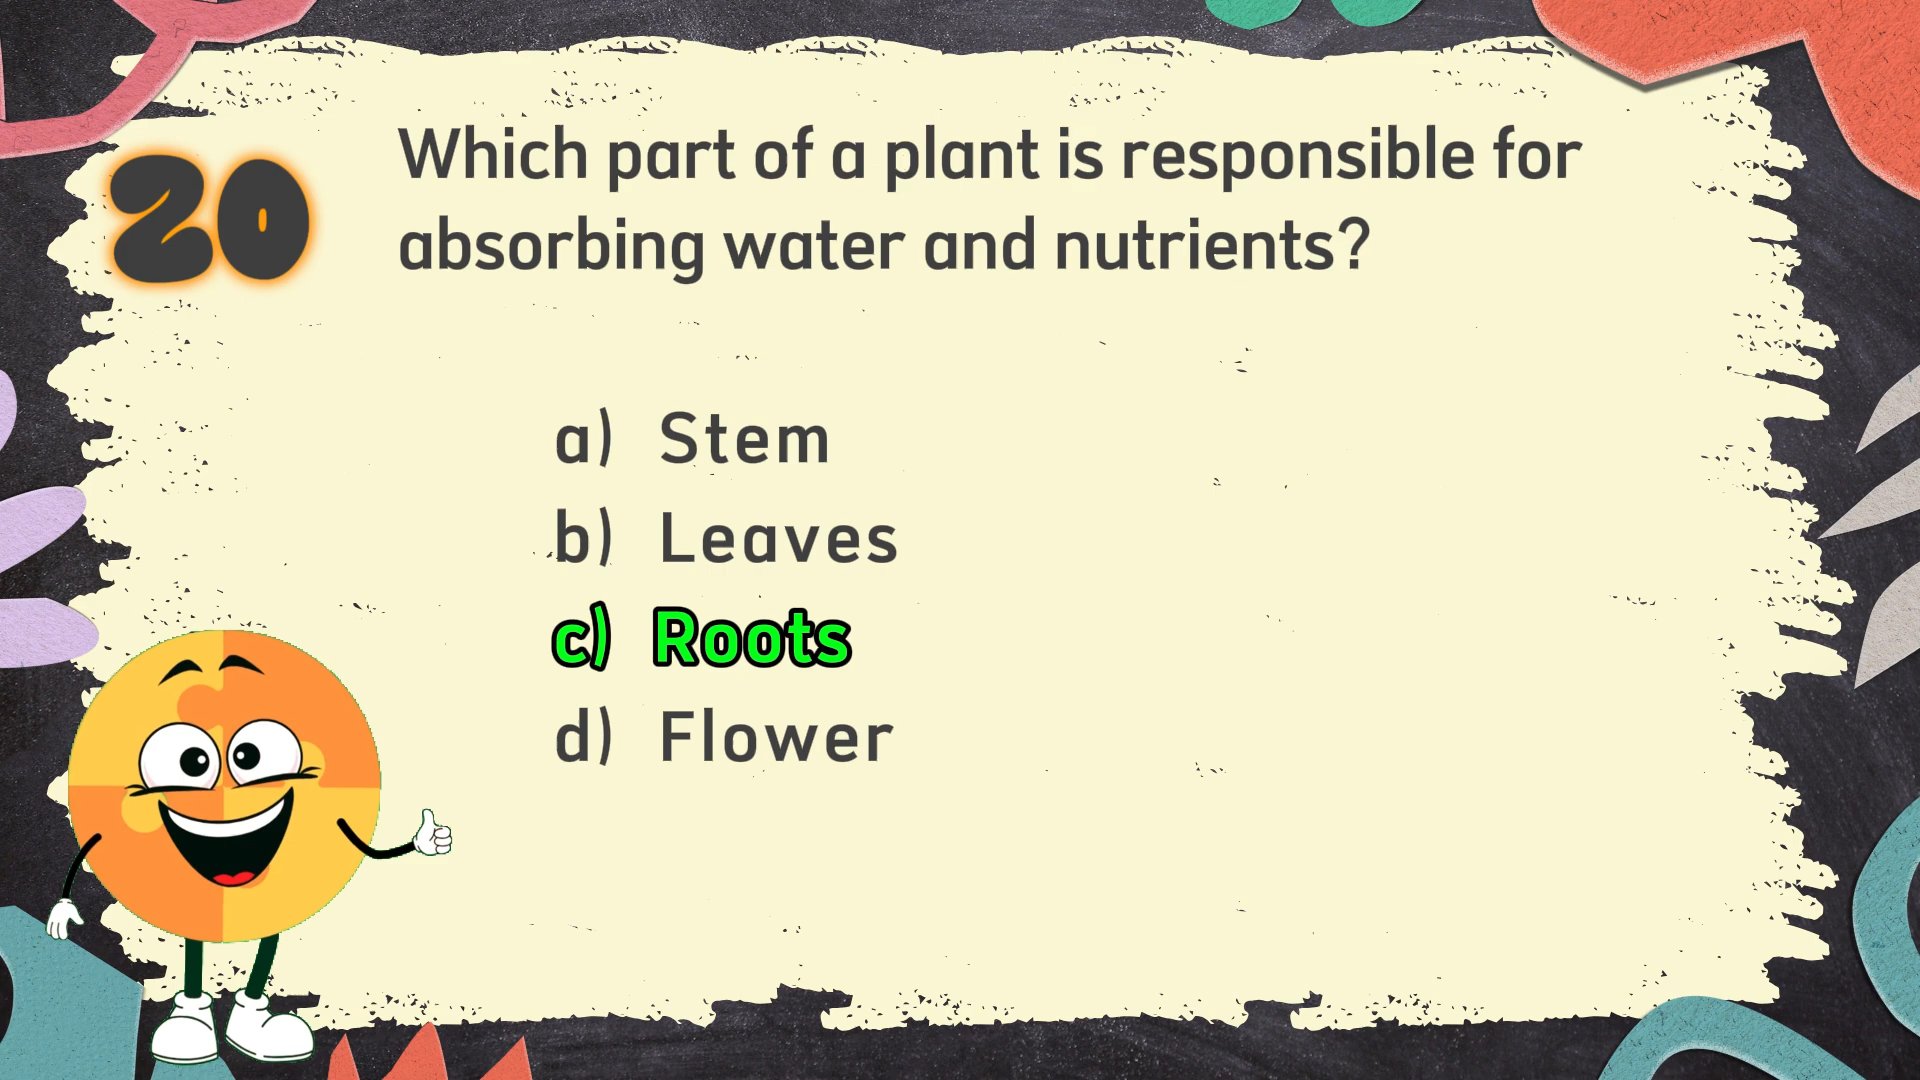 20
Which part of a plant is responsible for
absorbing water and nutrients?
a) Stem
b) Leaves
c) Roots
d) Flower